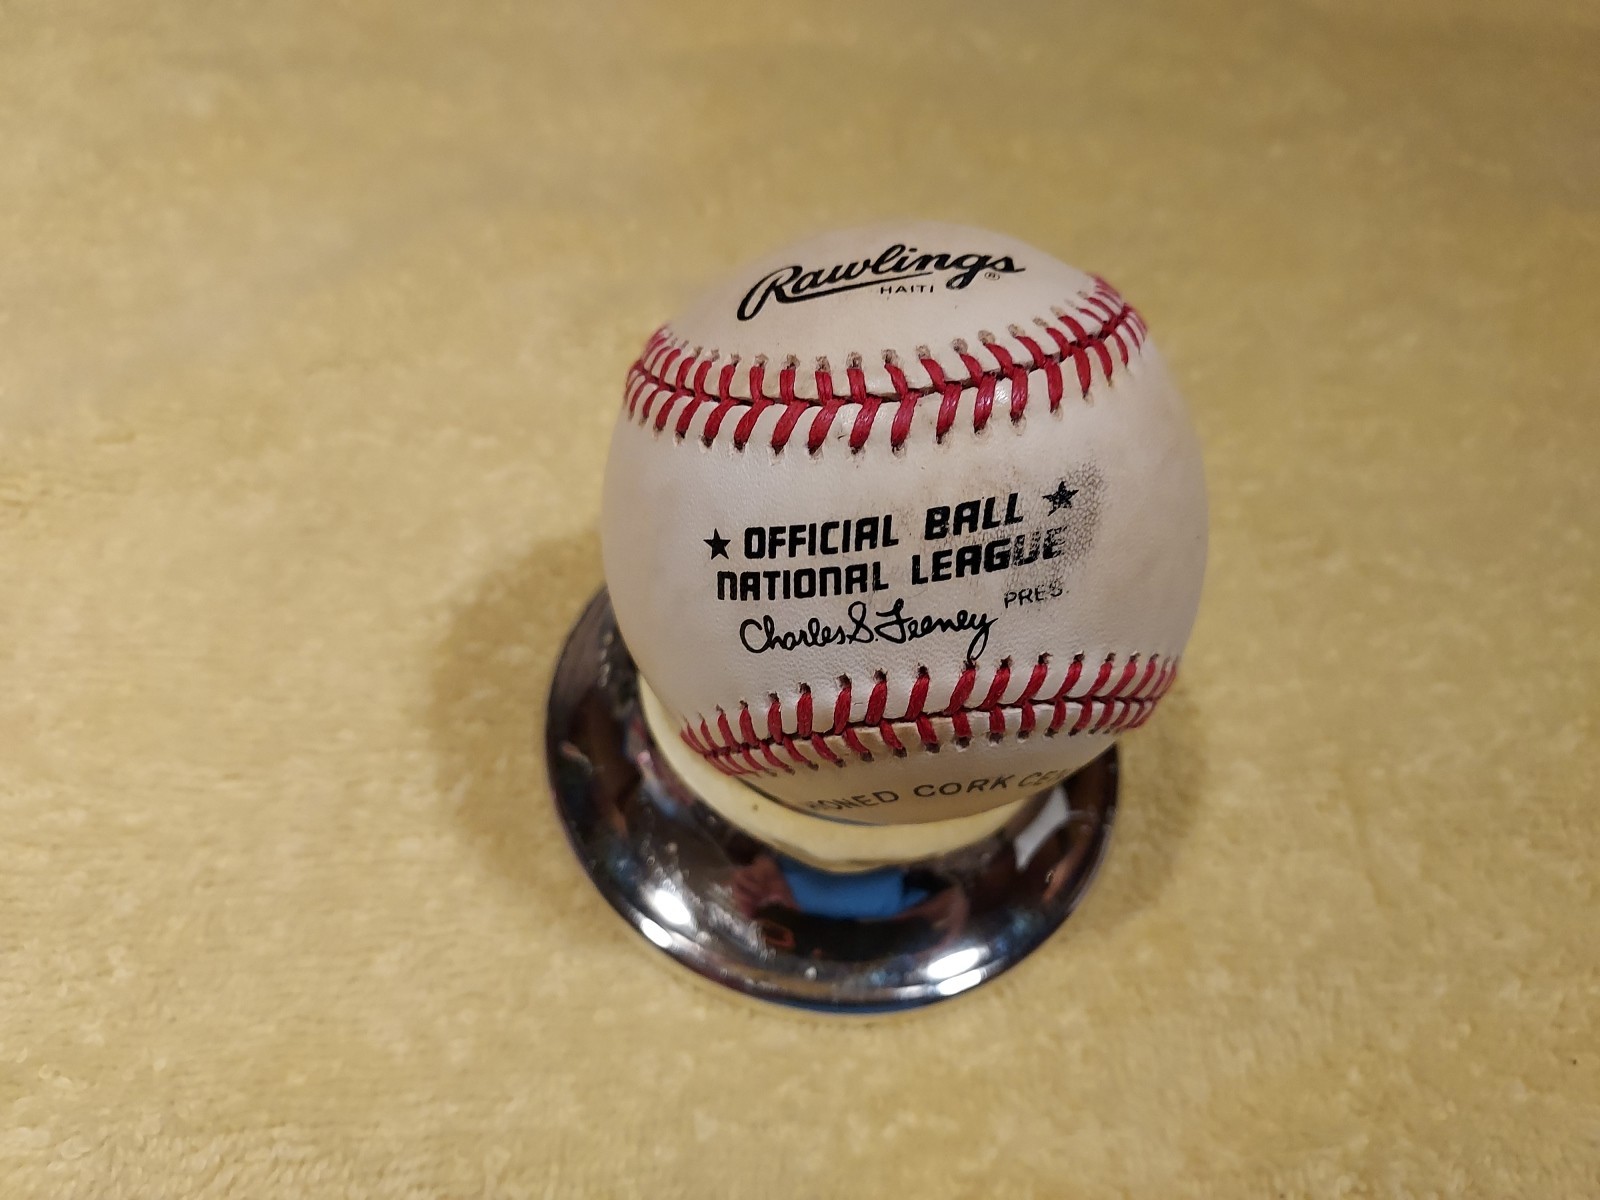 Rawlings®
HAITI
★ OFFICIAL BALL ★
NATIONAL LEAGUE
Charles S. Feeney PRES.
CORK